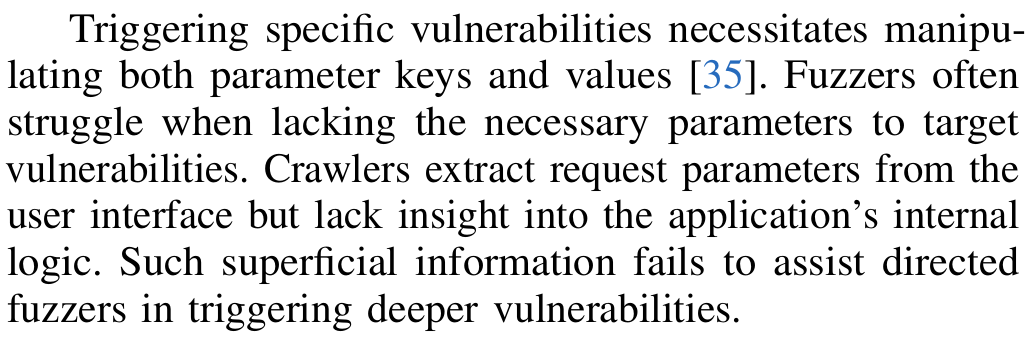 Triggering specific vulnerabilities necessitates manipu-
lating both parameter keys and values [35]. Fuzzers often
struggle when lacking the necessary parameters to target
vulnerabilities. Crawlers extract request parameters from the
user interface but lack insight into the application’s internal
logic. Such superficial information fails to assist directed
fuzzers in triggering deeper vulnerabilities.